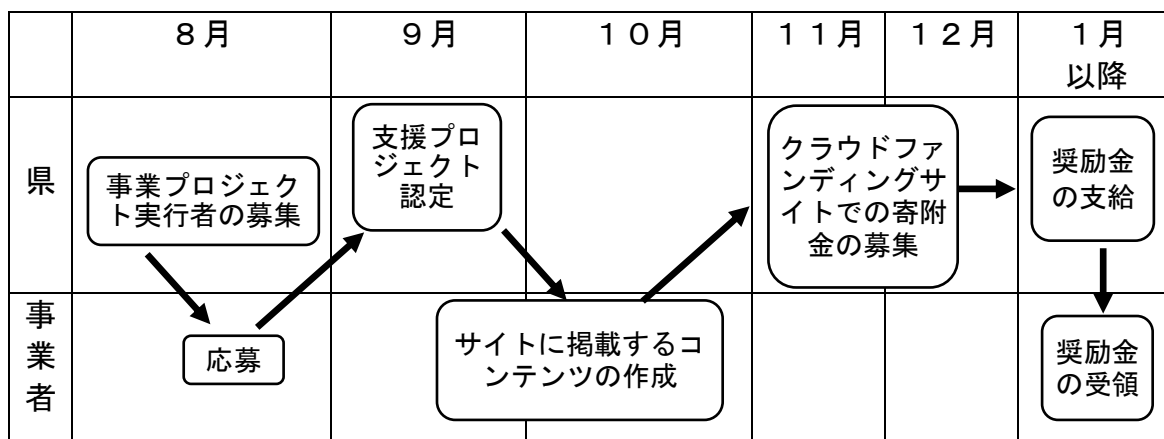 ８月
９月
１０月
１１月
１２月
１月
以降
県
事業プロジェク
ト実行者の募集
支援プロ
ジェクト
認定
クラウドファ
ンディングサ
イトでの寄附
金の募集
奨励金
の支給
事
業
者
応募
サイトに掲載するコ
ンテンツの作成
奨励金
の受領